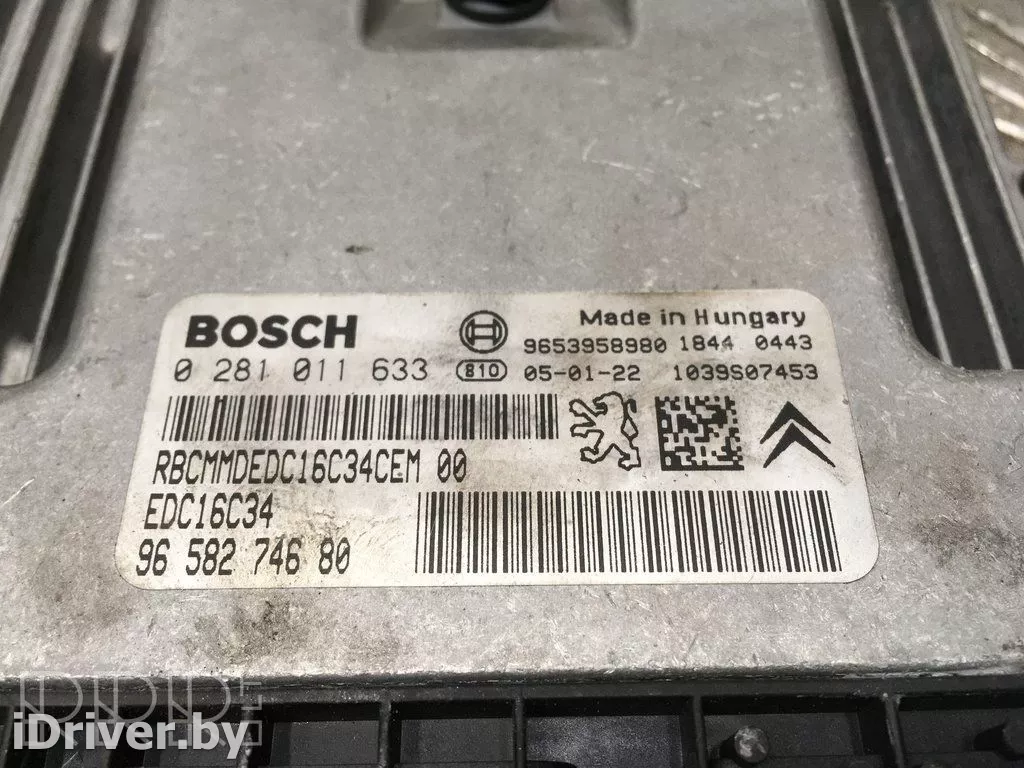 BOSCH
Made in Hungary
9653958980 1844 0443
0 281 011 633 810 05-01-22 1039S07453
RBCMMDEDC16C34CEM 00
EDC16C34
96 582 746 80
iDriver.by